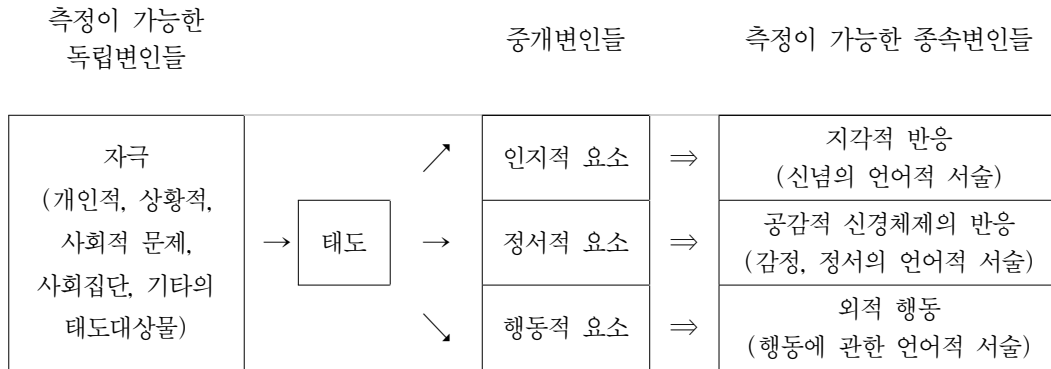 측정이 가능한
독립변인들
중개변인들
측정이 가능한 종속변인들
자극
(개인적, 상황적,
사회적 문제,
사회집단, 기타의
태도대상물)
→
태도
↗
→
↘
인지적 요소
⇒
지각적 반응
(신념의 언어적 서술)
정서적 요소
⇒
공감적 신경체제의 반응
(감정, 정서의 언어적 서술)
행동적 요소
⇒
외적 행동
(행동에 관한 언어적 서술)